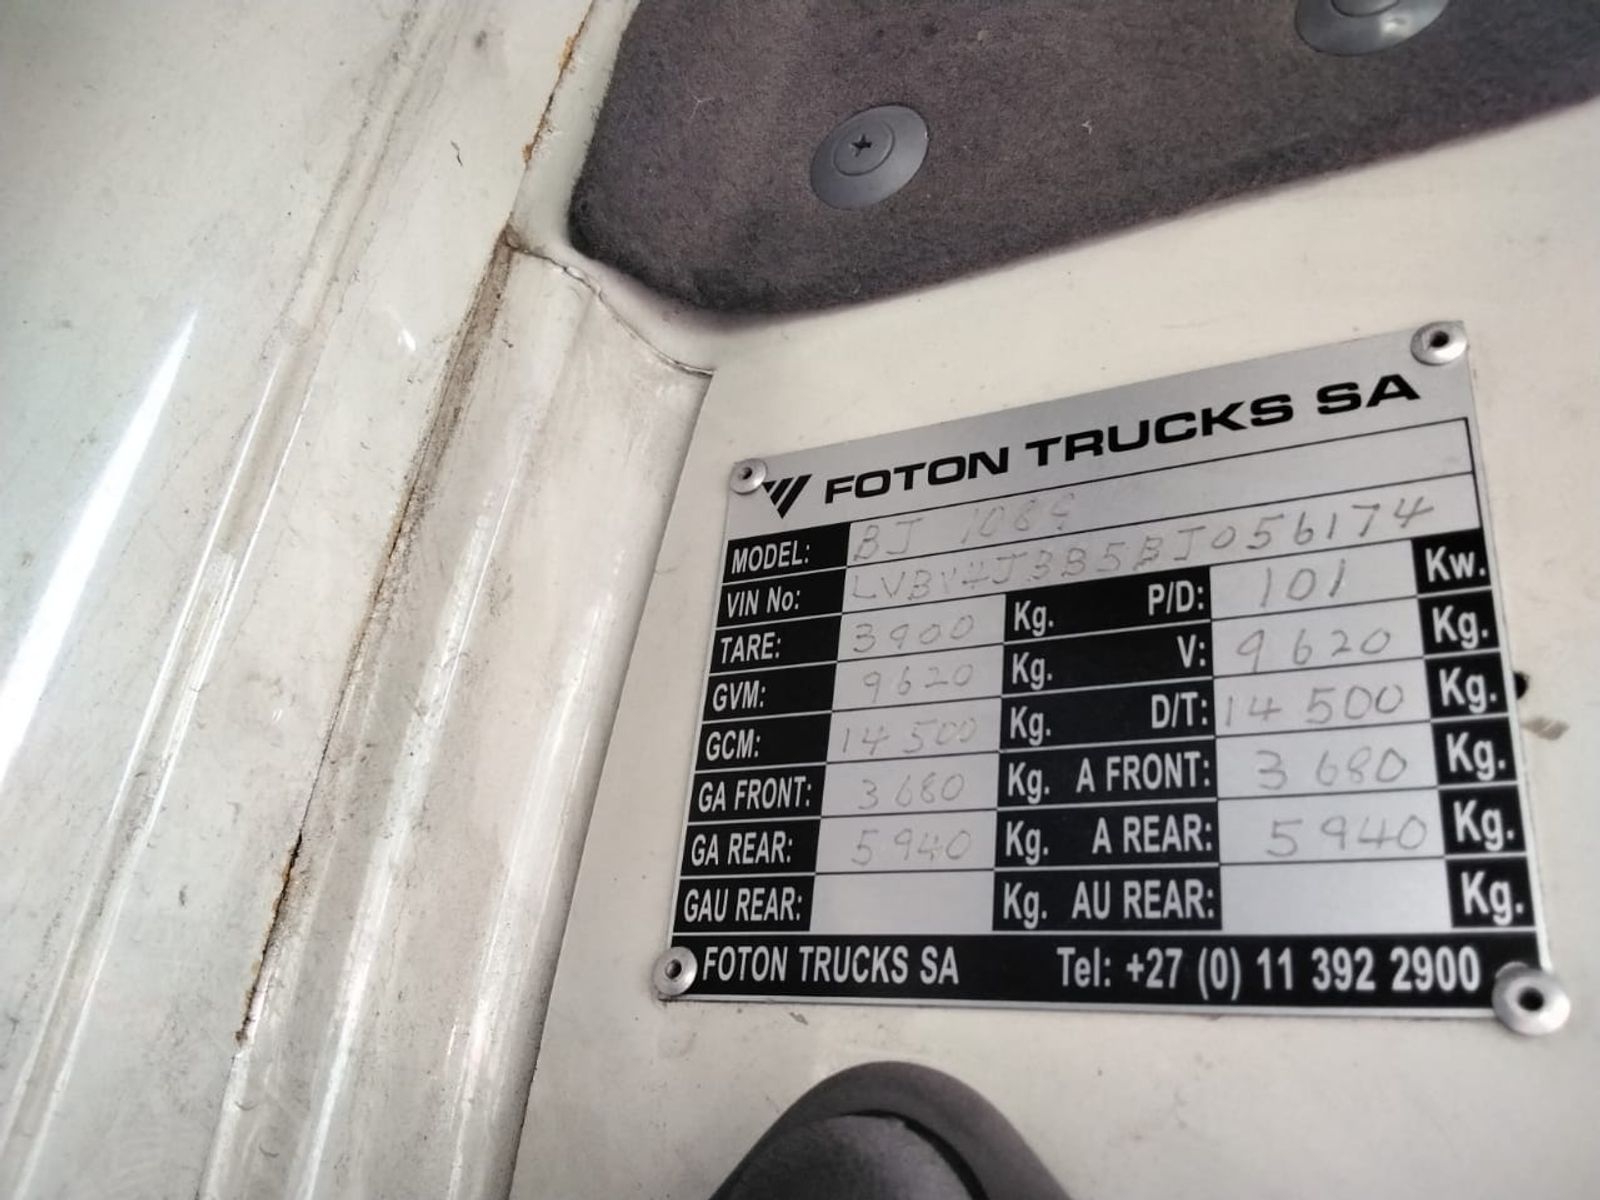 FOTON TRUCKS SA
MODEL: BJ 1069
VIN No: LVBV4J3B5BJ056174
TARE: 3900 Kg. P/D: 101 Kw.
GVM: 9620 Kg. V: 9620 Kg.
GCM: 14500 Kg. D/T: 14500 Kg.
GA FRONT: 3680 Kg. A FRONT: 3680 Kg.
GA REAR: 5940 Kg. A REAR: 5940 Kg.
GAU REAR: Kg. AU REAR: Kg.
FOTON TRUCKS SA Tel: +27 (0) 11 392 2900